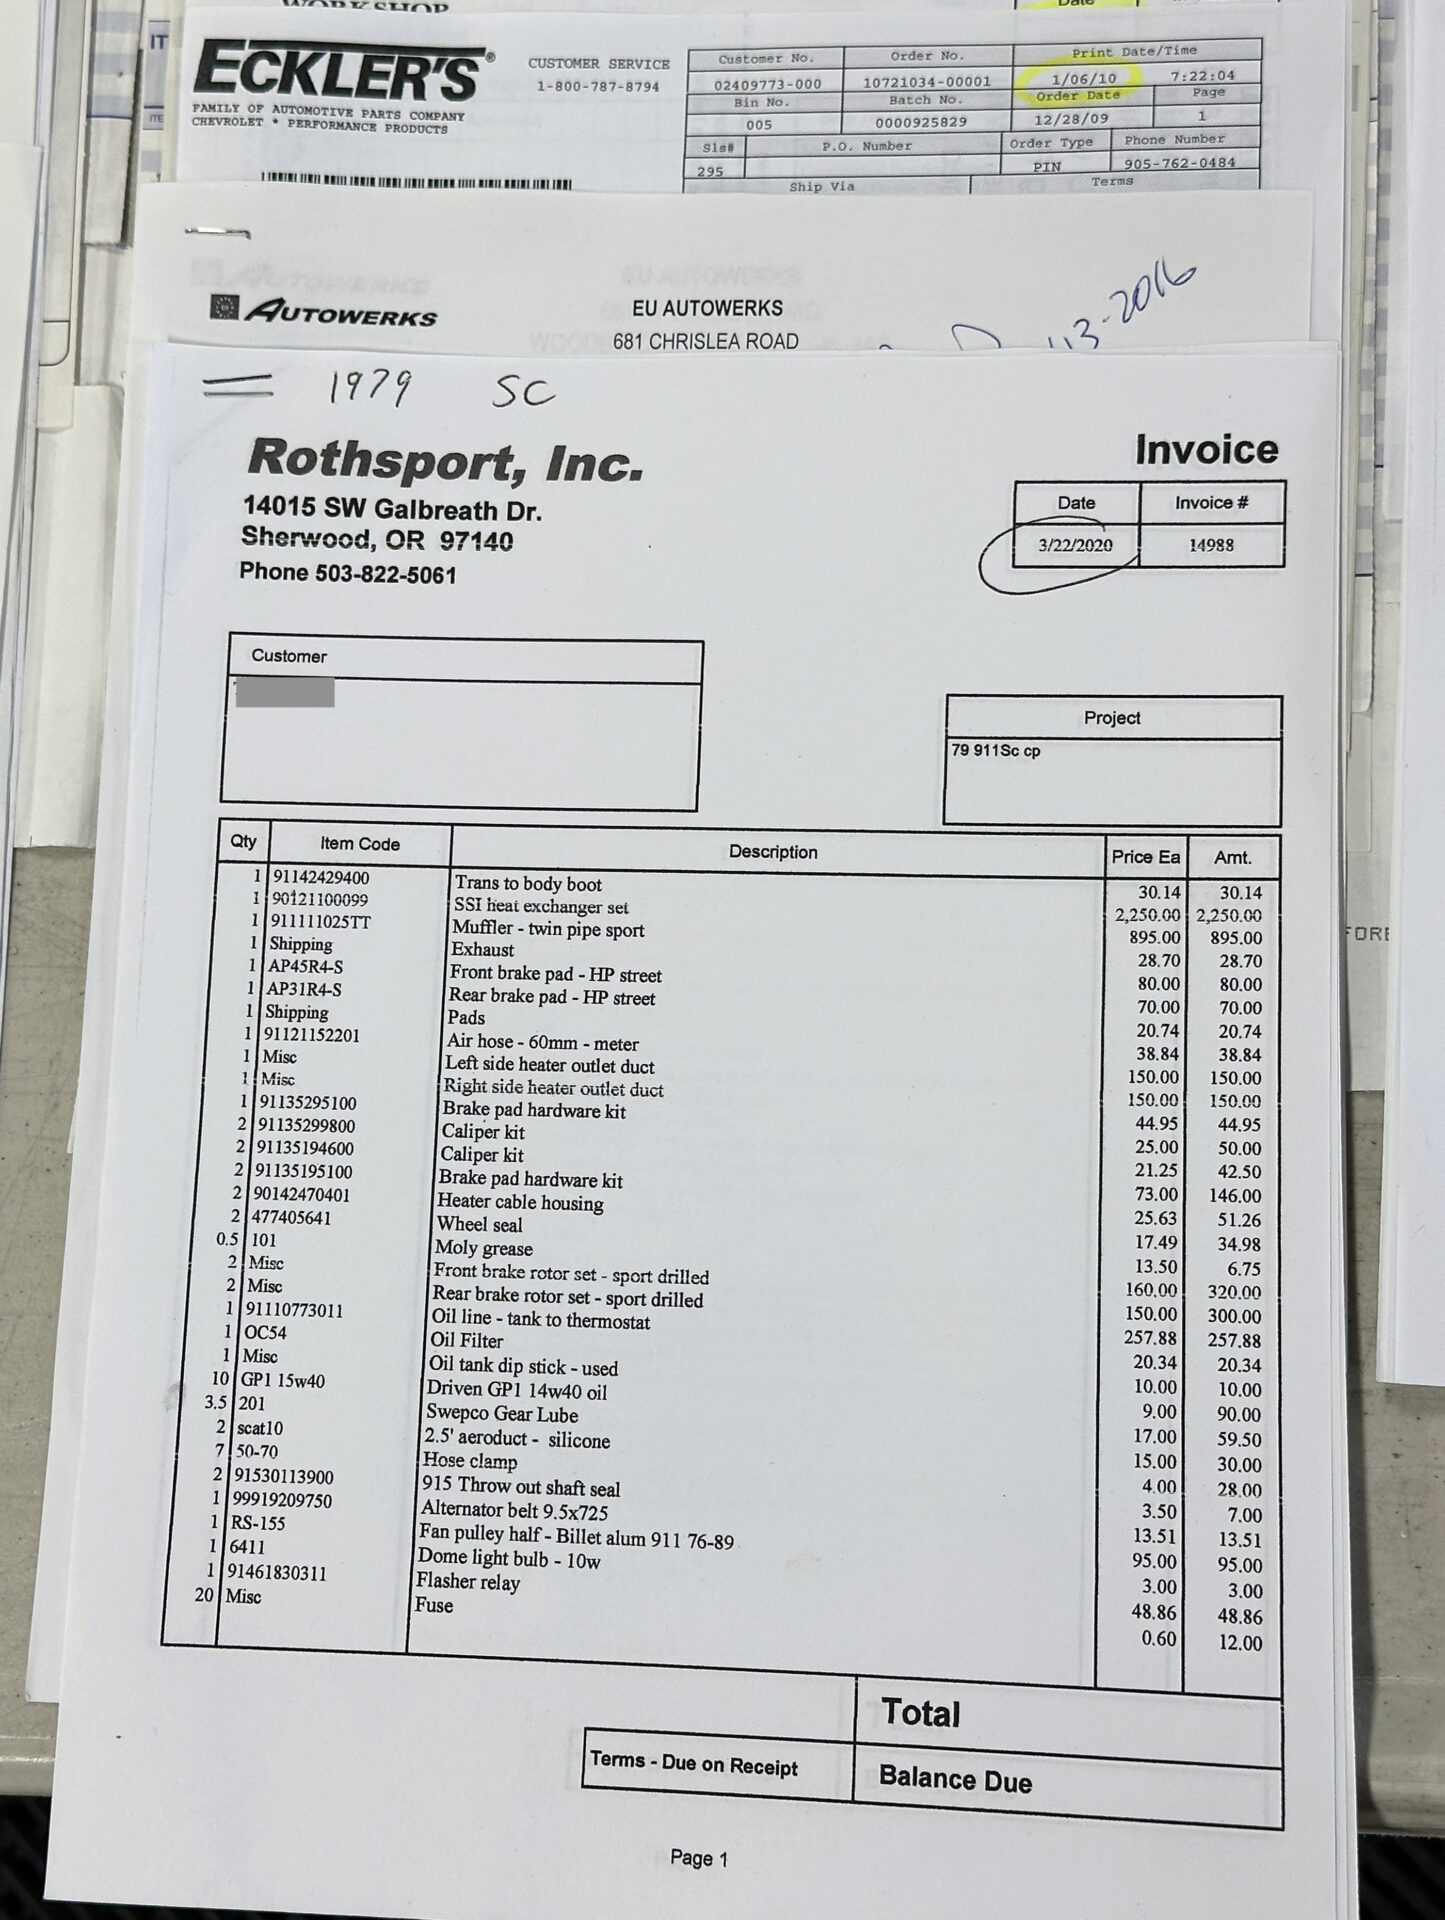 WORKSHOP
Date
IT
ITE
ECKLER'S®
FAMILY OF AUTOMOTIVE PARTS COMPANY
CHEVROLET * PERFORMANCE PRODUCTS
CUSTOMER SERVICE
1-800-787-8794
Customer No. Order No. Print Date/Time
02409773-000 10721034-00001 1/06/10 7:22:04
Bin No. Batch No. Order Date Page
005 0000925829 12/28/09 1
Sls# P.O. Number Order Type Phone Number
295 PIN 905-762-0484
Ship Via Terms
AUTOWERKS
EU AUTOWERKS
681 CHRISLEA ROAD
13-2016
1979 SC
Rothsport, Inc.
14015 SW Galbreath Dr.
Sherwood, OR 97140
Phone 503-822-5061
Invoice
Date Invoice #
3/22/2020 14988
Customer
Project
79 911Sc cp
Qty Item Code Description Price Ea Amt.
1 91142429400 Trans to body boot 30.14 30.14
1 90121100099 SSI heat exchanger set 2,250.00 2,250.00
1 911111025TT Muffler - twin pipe sport 895.00 895.00
1 Shipping Exhaust 28.70 28.70
1 AP45R4-S Front brake pad - HP street 80.00 80.00
1 AP31R4-S Rear brake pad - HP street 70.00 70.00
1 Shipping Pads 20.74 20.74
1 91121152201 Air hose - 60mm - meter 38.84 38.84
1 Misc Left side heater outlet duct 150.00 150.00
1 Misc Right side heater outlet duct 150.00 150.00
1 91135295100 Brake pad hardware kit 44.95 44.95
2 91135299800 Caliper kit 25.00 50.00
2 91135194600 Caliper kit 21.25 42.50
2 91135195100 Brake pad hardware kit 73.00 146.00
2 90142470401 Heater cable housing 25.63 51.26
2 477405641 Wheel seal 17.49 34.98
0.5 101 Moly grease 13.50 6.75
2 Misc Front brake rotor set - sport drilled 160.00 320.00
2 Misc Rear brake rotor set - sport drilled 150.00 300.00
1 91110773011 Oil line - tank to thermostat 257.88 257.88
1 OC54 Oil Filter 20.34 20.34
1 Misc Oil tank dip stick - used 10.00 10.00
10 GP1 15w40 Driven GP1 14w40 oil 9.00 90.00
3.5 201 Swepco Gear Lube 17.00 59.50
2 scat10 2.5' aeroduct - silicone 15.00 30.00
7 50-70 Hose clamp 4.00 28.00
2 91530113900 915 Throw out shaft seal 3.50 7.00
1 99919209750 Alternator belt 9.5x725 13.51 13.51
1 RS-155 Fan pulley half - Billet alum 911 76-89 95.00 95.00
1 6411 Dome light bulb - 10w 3.00 3.00
1 91461830311 Flasher relay 48.86 48.86
20 Misc Fuse 0.60 12.00
Total
Terms - Due on Receipt
Balance Due
Page 1